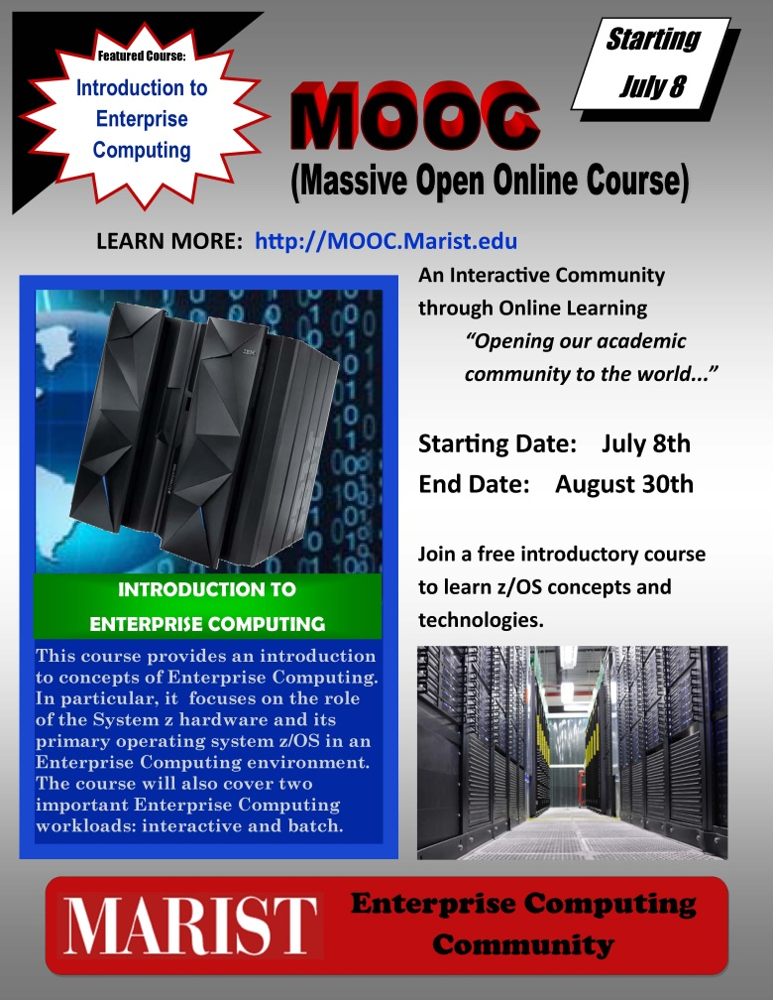 Featured Course:
Introduction to
Enterprise
Computing
Starting
July 8
MOOC
(Massive Open Online Course)
LEARN MORE: http://MOOC.Marist.edu
An Interactive Community
through Online Learning
“Opening our academic
community to the world...”
Starting Date: July 8th
End Date: August 30th
Join a free introductory course
to learn z/OS concepts and
technologies.
IBM
INTRODUCTION TO
ENTERPRISE COMPUTING
This course provides an introduction
to concepts of Enterprise Computing.
In particular, it focuses on the role
of the System z hardware and its
primary operating system z/OS in an
Enterprise Computing environment.
The course will also cover two
important Enterprise Computing
workloads: interactive and batch.
MARIST
Enterprise Computing
Community